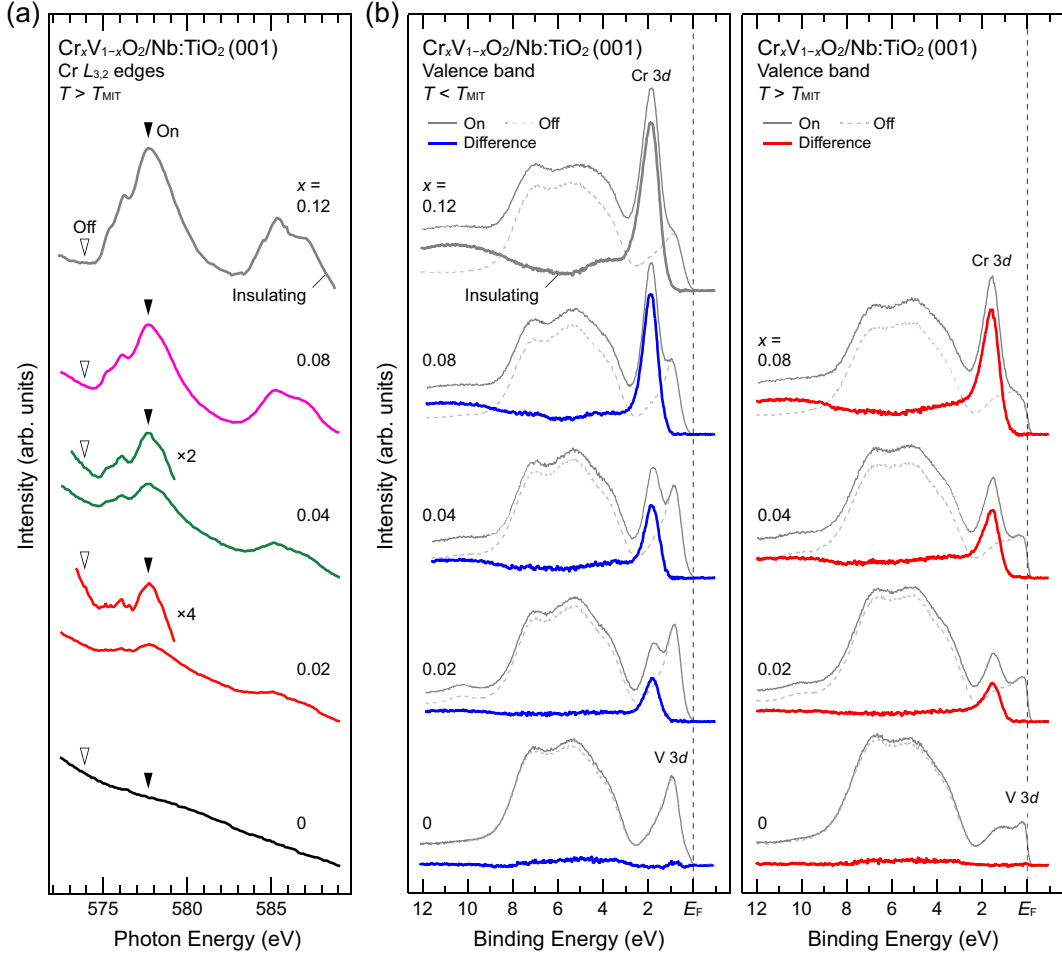 (a)
CrₓV₁₋ₓO₂/Nb:TiO₂ (001)
Cr L₃,₂ edges
T > T_MIT
On
Off
x =
0.12
Insulating
0.08
×2
0.04
×4
0.02
0
Intensity (arb. units)
575 580 585
Photon Energy (eV)
(b)
CrₓV₁₋ₓO₂/Nb:TiO₂ (001)
Valence band
T < T_MIT
Cr 3d
On Off
Difference
x =
0.12
Insulating
0.08
0.04
0.02
V 3d
0
Intensity (arb. units)
12 10 8 6 4 2 E_F
Binding Energy (eV)
CrₓV₁₋ₓO₂/Nb:TiO₂ (001)
Valence band
T > T_MIT
On Off
Difference
Cr 3d
x =
0.08
0.04
0.02
V 3d
0
12 10 8 6 4 2 E_F
Binding Energy (eV)